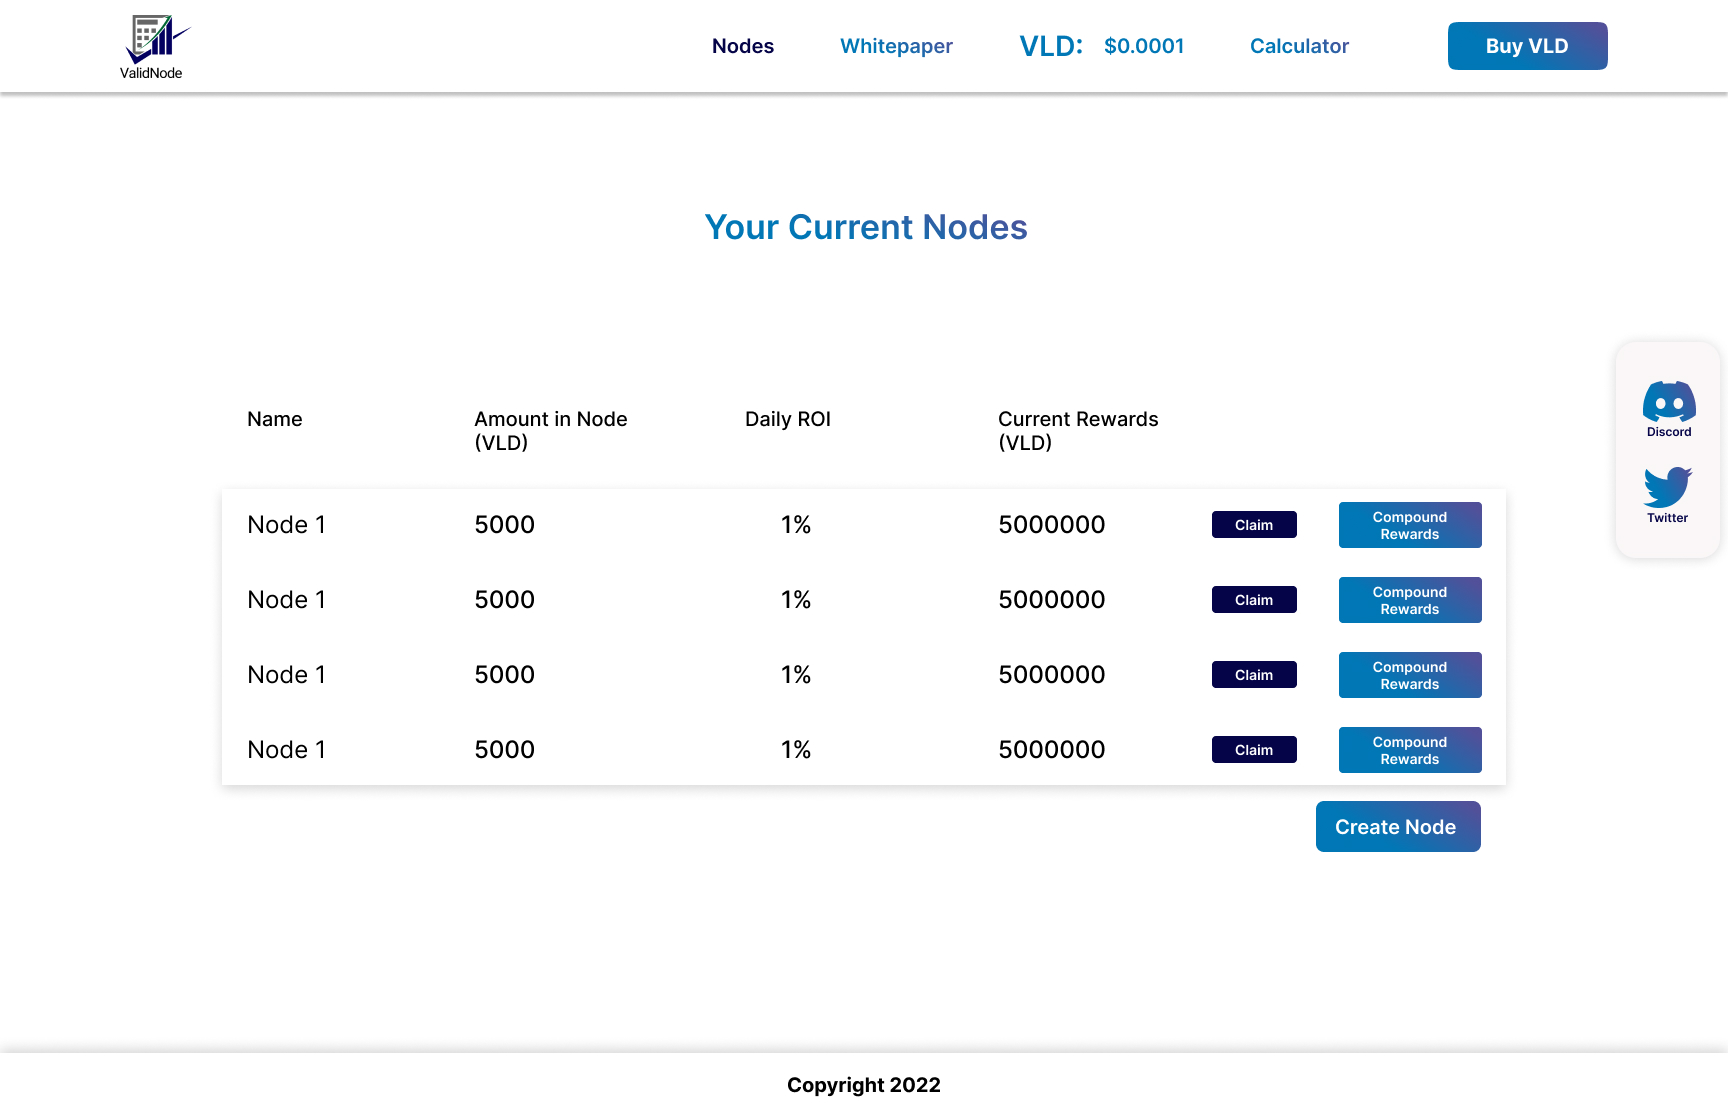 ValidNode
Nodes
Whitepaper
VLD: $0.0001
Calculator
Buy VLD
Your Current Nodes
Name
Amount in Node
(VLD)
Daily ROI
Current Rewards
(VLD)
Node 1
5000
1%
5000000
Claim
Compound
Rewards
Node 1
5000
1%
5000000
Claim
Compound
Rewards
Node 1
5000
1%
5000000
Claim
Compound
Rewards
Node 1
5000
1%
5000000
Claim
Compound
Rewards
Create Node
Discord
Twitter
Copyright 2022